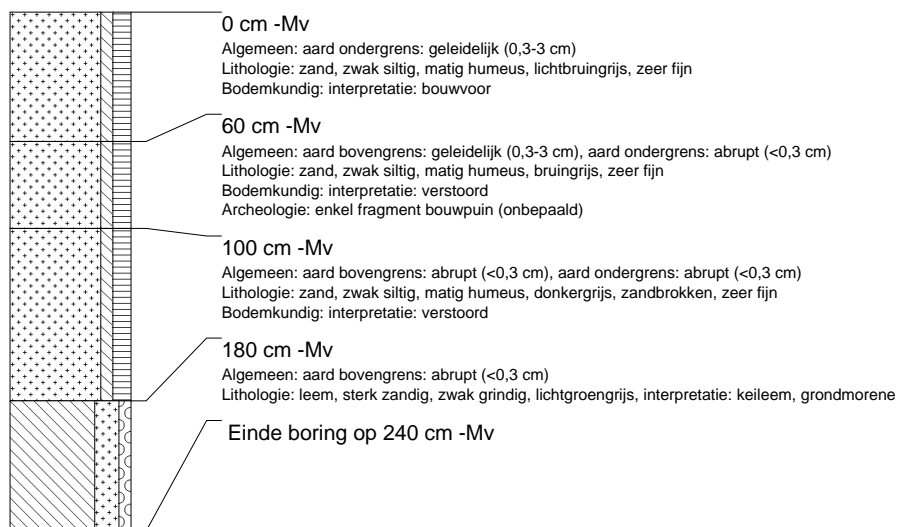 0 cm -Mv
Algemeen: aard ondergrens: geleidelijk (0,3-3 cm)
Lithologie: zand, zwak siltig, matig humeus, lichtbruingrijs, zeer fijn
Bodemkundig: interpretatie: bouwvoor
60 cm -Mv
Algemeen: aard bovengrens: geleidelijk (0,3-3 cm), aard ondergrens: abrupt (<0,3 cm)
Lithologie: zand, zwak siltig, matig humeus, bruingrijs, zeer fijn
Bodemkundig: interpretatie: verstoord
Archeologie: enkel fragment bouwpuin (onbepaald)
100 cm -Mv
Algemeen: aard bovengrens: abrupt (<0,3 cm), aard ondergrens: abrupt (<0,3 cm)
Lithologie: zand, zwak siltig, matig humeus, donkergrijs, zandbrokken, zeer fijn
Bodemkundig: interpretatie: verstoord
180 cm -Mv
Algemeen: aard bovengrens: abrupt (<0,3 cm)
Lithologie: leem, sterk zandig, zwak grindig, lichtgroengrijs, interpretatie: keileem, grondmorene
Einde boring op 240 cm -Mv